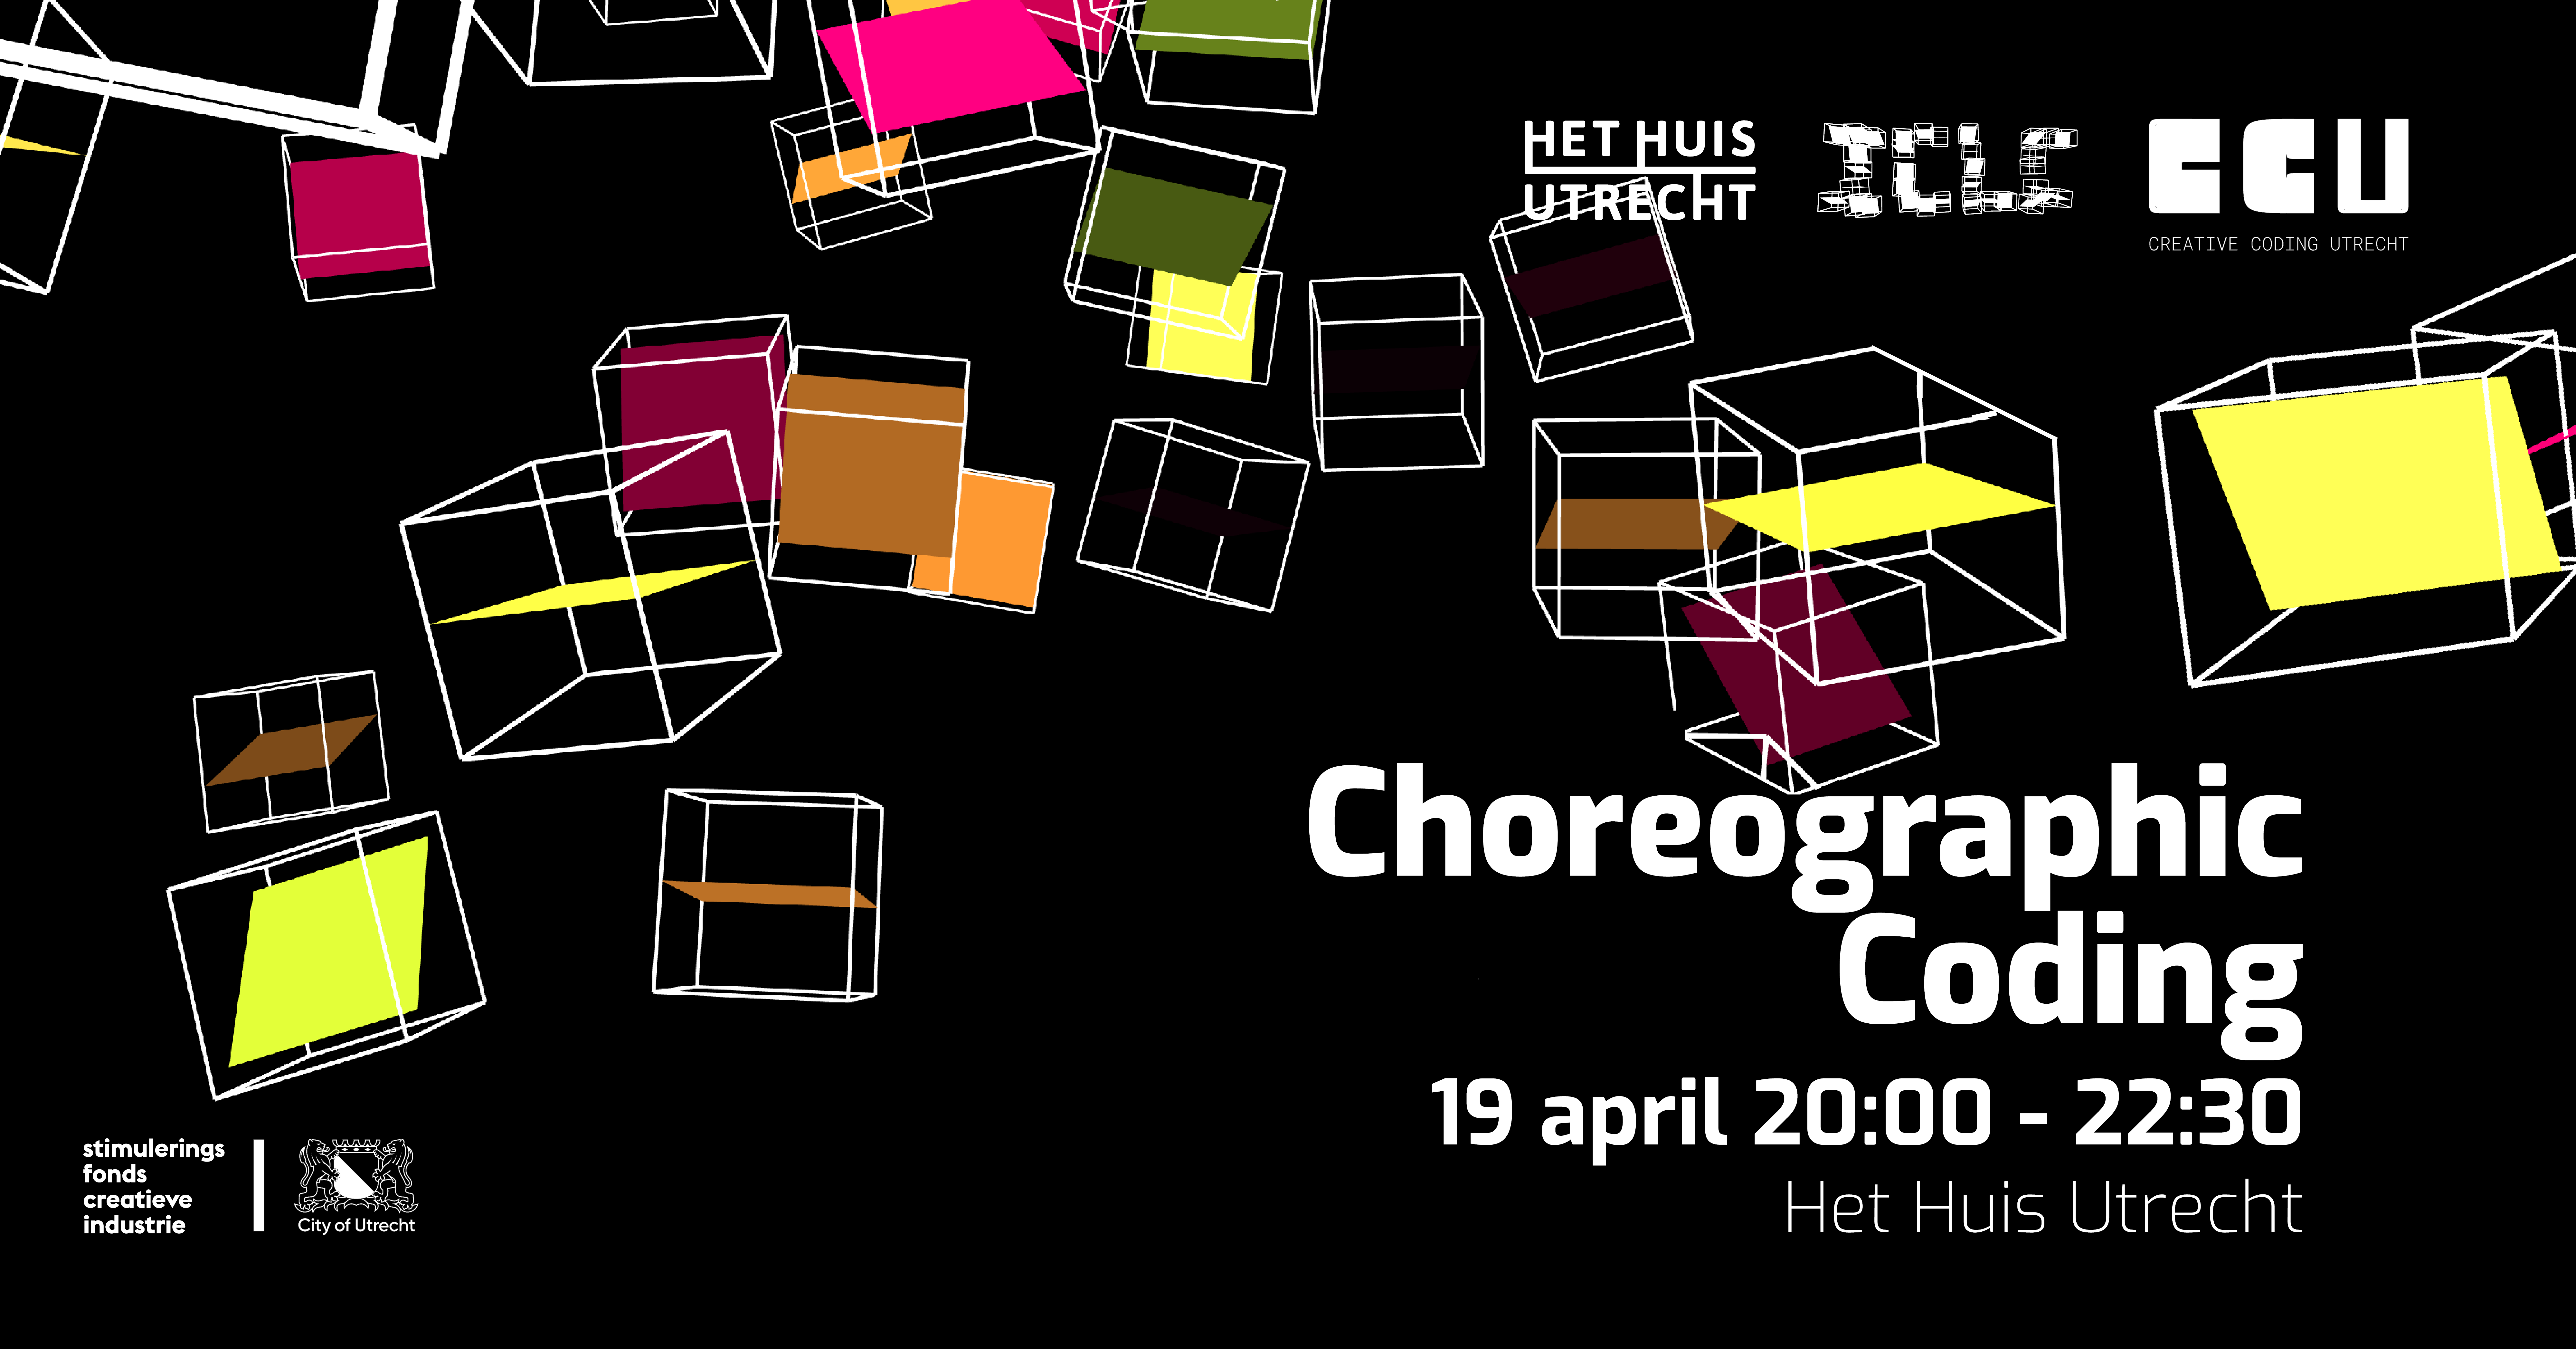 HET HUIS
UTRECHT
ICLC
CCU
CREATIVE CODING UTRECHT
Choreographic
Coding
19 april 20:00 - 22:30
Het Huis Utrecht
stimulerings
fonds
creatieve
industrie
City of Utrecht